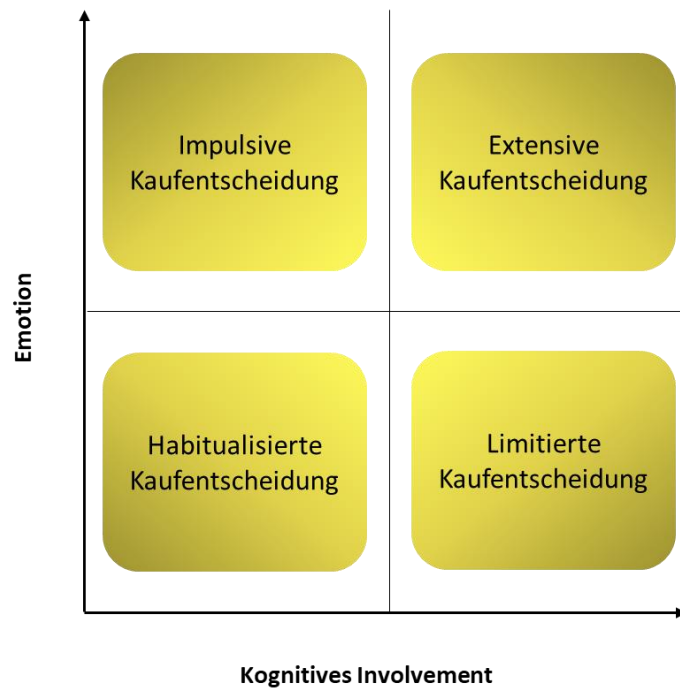 Impulsive
Kaufentscheidung
Extensive
Kaufentscheidung
Emotion
Habitualisierte
Kaufentscheidung
Limitierte
Kaufentscheidung
Kognitives Involvement